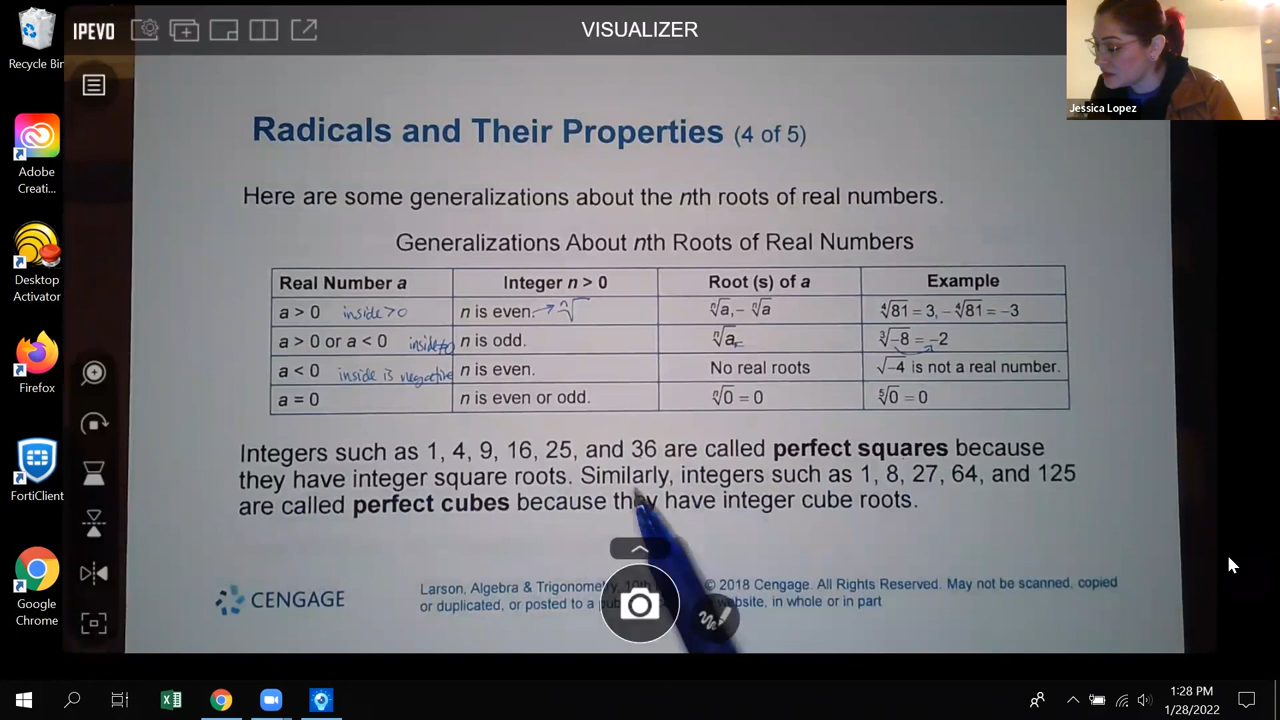 Recycle Bin
IPEVO
VISUALIZER
Jessica Lopez
Adobe
Creati...
Desktop
Activator
Firefox
FortiClient
Google
Chrome
Radicals and Their Properties (4 of 5)
Here are some generalizations about the nth roots of real numbers.
Generalizations About nth Roots of Real Numbers
Real Number a Integer n > 0 Root (s) of a Example
a > 0 inside >0 n is even. → ⁿ√ ⁿ√a, – ⁿ√a ⁴√81 = 3, –⁴√81 = –3
a > 0 or a < 0 n is odd. ⁿ√a ³√–8 = –2
a < 0 inside is negative n is even. No real roots √–4 is not a real number.
a = 0 n is even or odd. ⁿ√0 = 0 ⁵√0 = 0
Integers such as 1, 4, 9, 16, 25, and 36 are called perfect squares because
they have integer square roots. Similarly, integers such as 1, 8, 27, 64, and 125
are called perfect cubes because they have integer cube roots.
CENGAGE
Larson, Algebra & Trigonometry, 10th © 2018 Cengage. All Rights Reserved. May not be scanned, copied
or duplicated, or posted to a website, in whole or in part
1:28 PM
1/28/2022